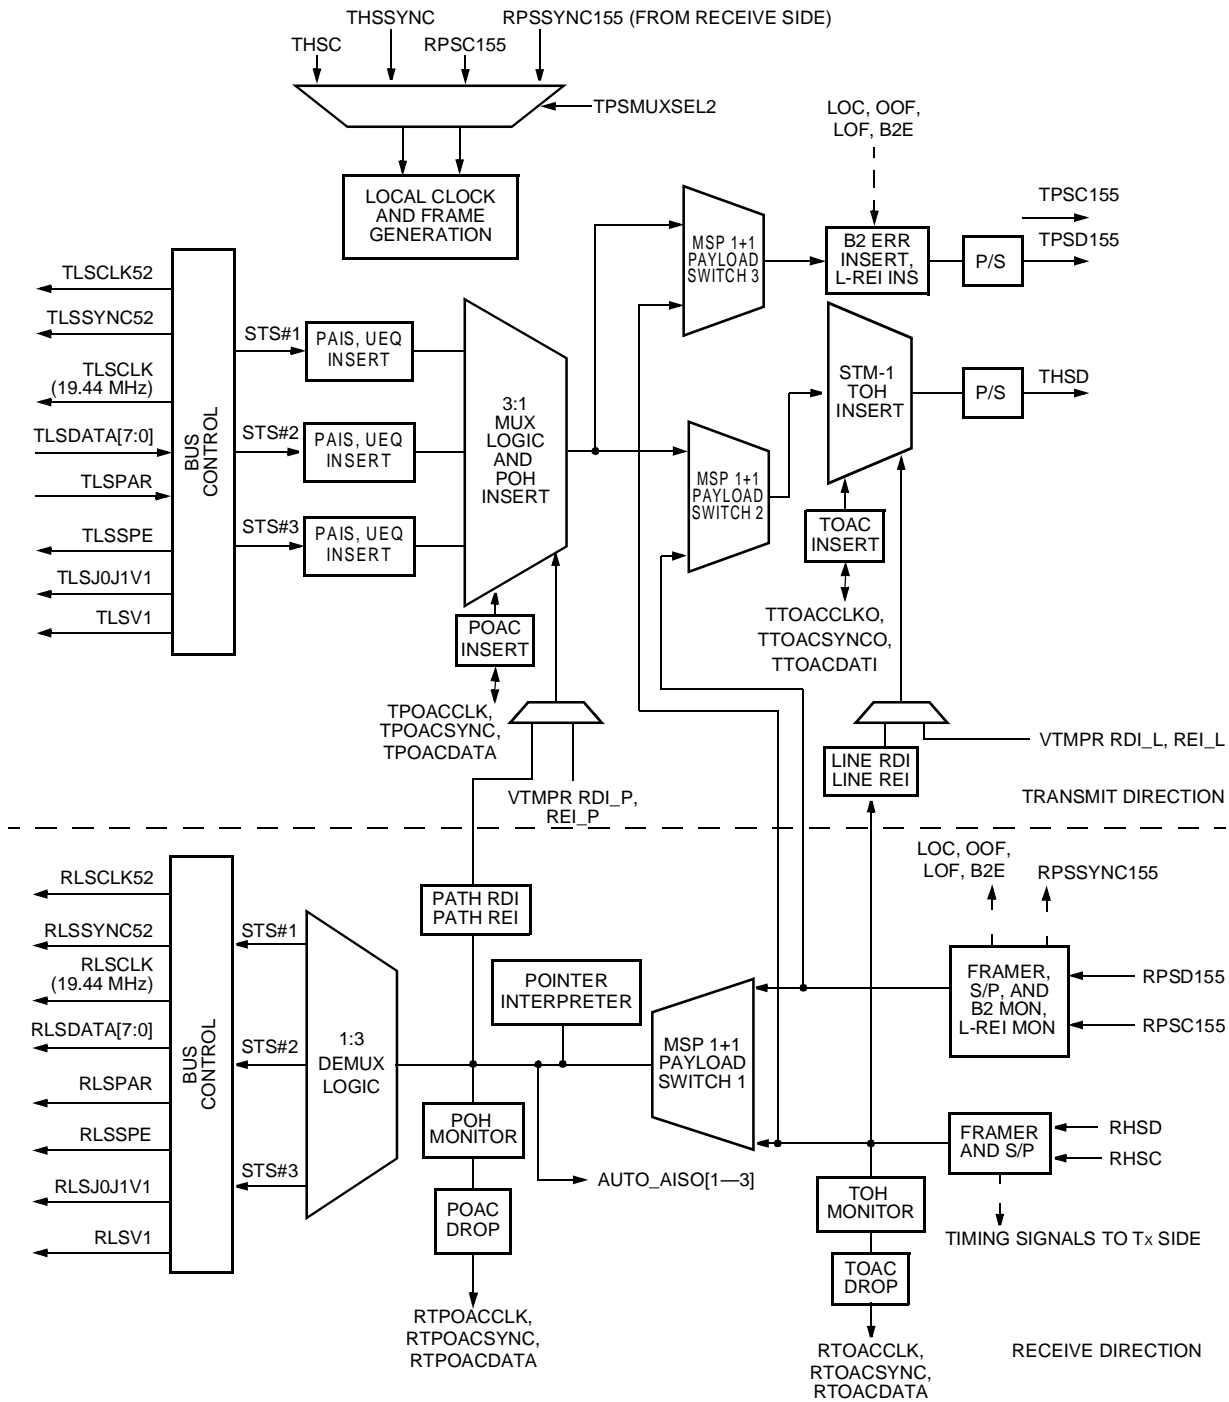 THSSYNC
RPSSYNC155 (FROM RECEIVE SIDE)
THSC
RPSC155
TPSMUXSEL2
LOCAL CLOCK
AND FRAME
GENERATION
LOC, OOF,
LOF, B2E
TPSC155
TPSD155
MSP 1+1
PAYLOAD
SWITCH 3
B2 ERR
INSERT,
L-REI INS
P/S
TLSCLK52
TLSSYNC52
TLSCLK
(19.44 MHz)
TLSDATA[7:0]
TLSPAR
TLSSPE
TLSJ0J1V1
TLSV1
BUS
CONTROL
STS#1
PAIS, UEQ
INSERT
STS#2
PAIS, UEQ
INSERT
STS#3
PAIS, UEQ
INSERT
3:1
MUX
LOGIC
AND
POH
INSERT
STM-1
TOH
INSERT
P/S
THSD
MSP 1+1
PAYLOAD
SWITCH 2
TOAC
INSERT
TTOACCLKO,
TTOACSYNCO,
TTOACDATI
POAC
INSERT
TPOACCLK,
TPOACSYNC,
TPOACDATA
VTMPR RDI_P,
REI_P
LINE RDI
LINE REI
VTMPR RDI_L, REI_L
TRANSMIT DIRECTION
LOC, OOF,
LOF, B2E
RPSSYNC155
RLSCLK52
RLSSYNC52
RLSCLK
(19.44 MHz)
RLSDATA[7:0]
RLSPAR
RLSSPE
RLSJ0J1V1
RLSV1
BUS
CONTROL
STS#1
STS#2
STS#3
1:3
DEMUX
LOGIC
PATH RDI
PATH REI
POINTER
INTERPRETER
MSP 1+1
PAYLOAD
SWITCH 1
FRAMER,
S/P, AND
B2 MON,
L-REI MON
RPSD155
RPSC155
POH
MONITOR
POAC
DROP
AUTO_AISO[1—3]
RTPOACCLK,
RTPOACSYNC,
RTPOACDATA
FRAMER
AND S/P
RHSD
RHSC
TOH
MONITOR
TIMING SIGNALS TO Tx SIDE
TOAC
DROP
RTOACCLK,
RTOACSYNC,
RTOACDATA
RECEIVE DIRECTION